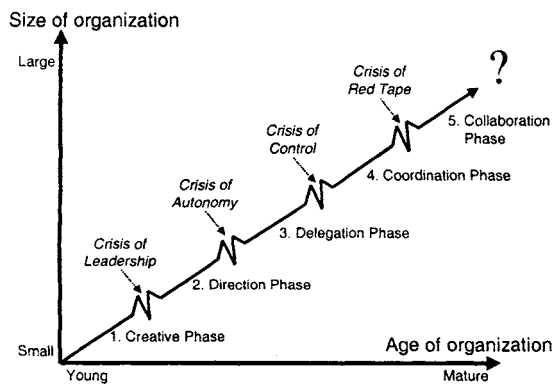 Size of organization
Large
?
Crisis of
Red Tape
5. Collaboration
Phase
Crisis of
Control
4. Coordination Phase
Crisis of
Autonomy
3. Delegation Phase
Crisis of
Leadership
2. Direction Phase
1. Creative Phase
Small
Age of organization
Young
Mature